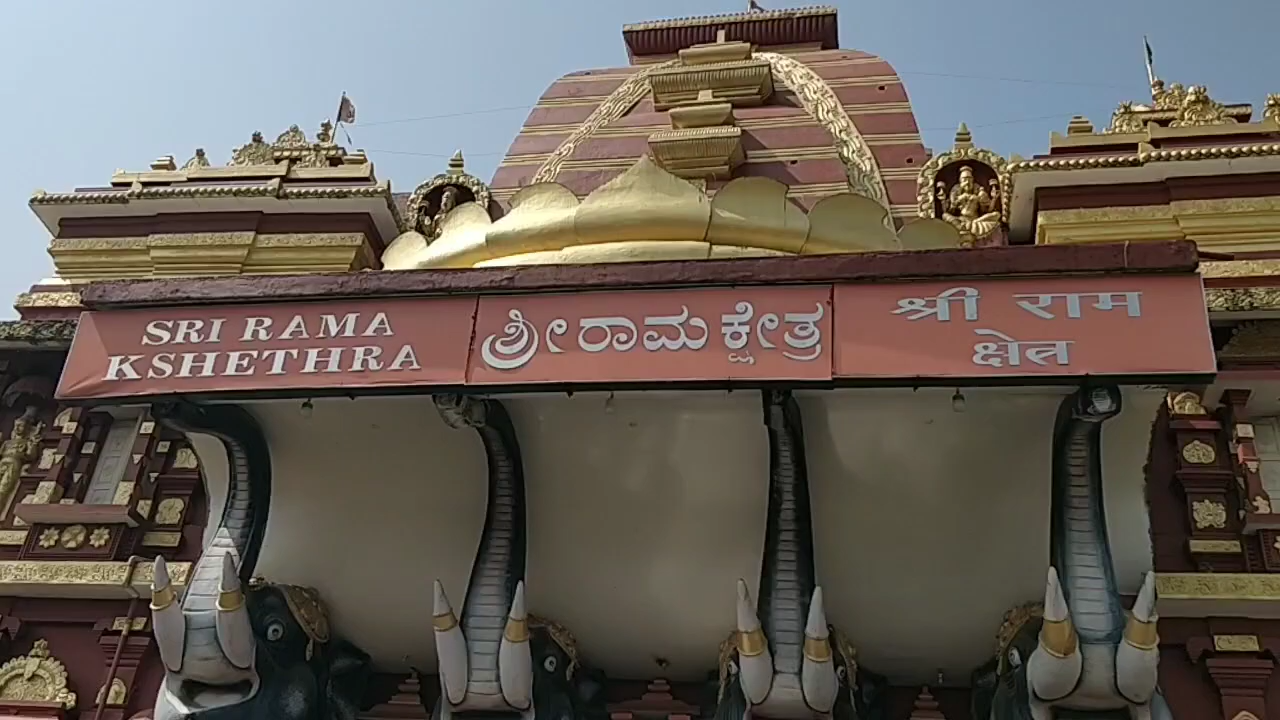 SRI RAMA
KSHETHRA
ಶ್ರೀ ರಾಮ ಕ್ಷೇತ್ರ
श्री राम
क्षेत्र